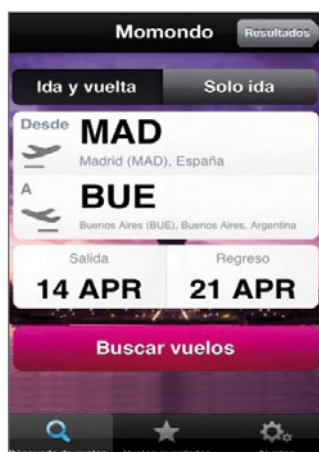 Momondo
Resultados
Ida y vuelta
Solo ida
Desde
MAD
Madrid (MAD), España
A
BUE
Buenos Aires (BUE), Buenos Aires, Argentina
Salida
Regreso
14 APR
21 APR
Buscar vuelos